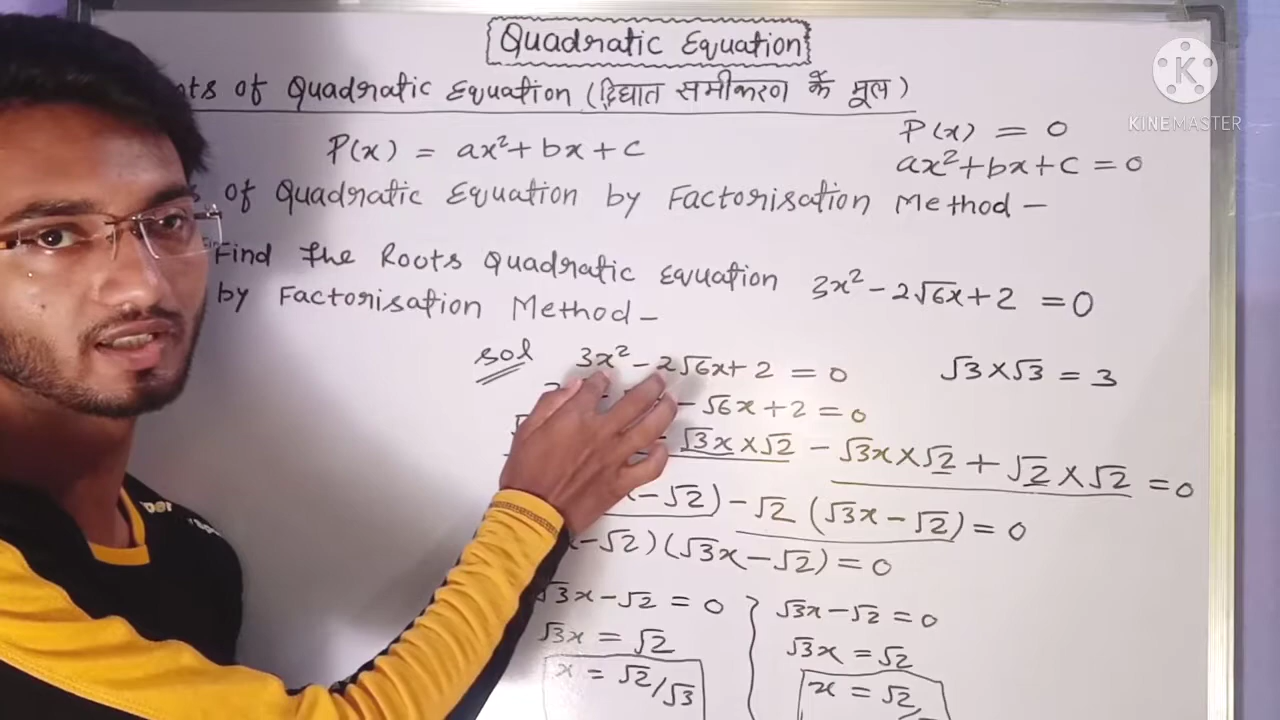 Quadratic Equation
of Quadratic Equation (द्विघात समीकरण के मूल)
P(x) = 0
P(x) = ax²+bx+c
ax²+bx+c = 0
of Quadratic Equation by Factorisation Method –
Find the Roots Quadratic Equation 3x² – 2√6x + 2 = 0
by Factorisation Method –
Sol 3x² – 2√6x + 2 = 0
√3 × √3 = 3
– √6x + 2 = 0
√3x × √2 – √3x × √2 + √2 × √2 = 0
– √2) – √2 (√3x – √2) = 0
– √2) (√3x – √2) = 0
√3x – √2 = 0
√3x = √2
x = √2/√3
√3x – √2 = 0
√3x = √2
x = √2/
KINEMASTER